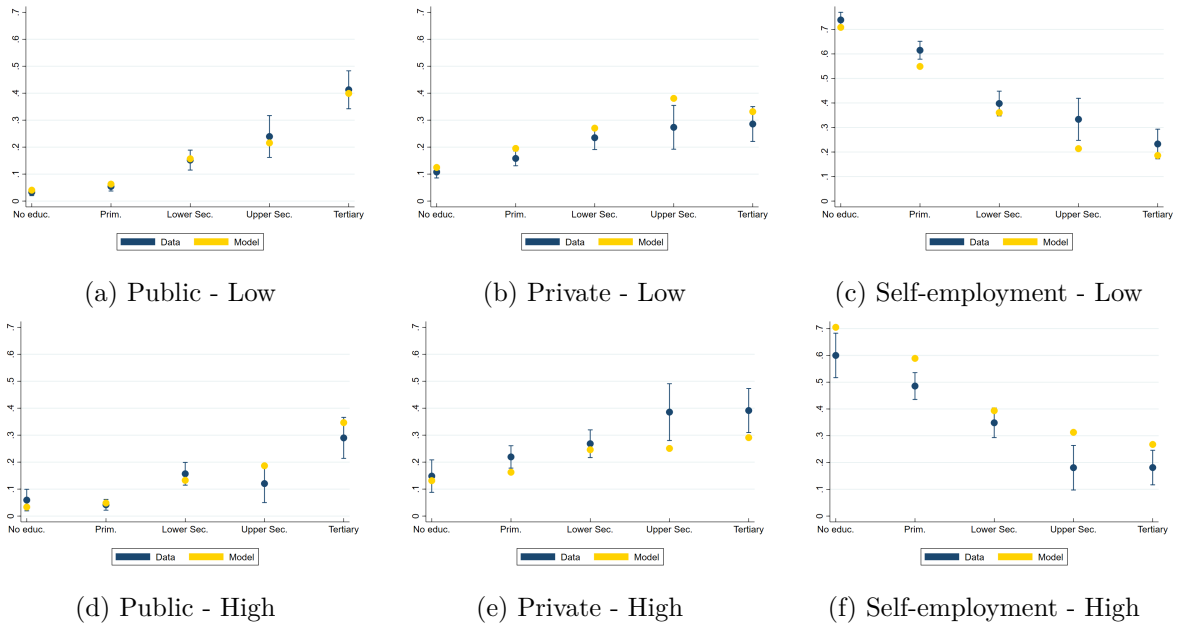 .7
.6
.5
.4
.3
.2
.1
0
No educ. Prim. Lower Sec. Upper Sec. Tertiary
Data Model
(a) Public - Low
.7
.6
.5
.4
.3
.2
.1
0
No educ. Prim. Lower Sec. Upper Sec. Tertiary
Data Model
(b) Private - Low
.7
.6
.5
.4
.3
.2
.1
0
No educ. Prim. Lower Sec. Upper Sec. Tertiary
Data Model
(c) Self-employment - Low
.7
.6
.5
.4
.3
.2
.1
0
No educ. Prim. Lower Sec. Upper Sec. Tertiary
Data Model
(d) Public - High
.7
.6
.5
.4
.3
.2
.1
0
No educ. Prim. Lower Sec. Upper Sec. Tertiary
Data Model
(e) Private - High
.7
.6
.5
.4
.3
.2
.1
0
No educ. Prim. Lower Sec. Upper Sec. Tertiary
Data Model
(f) Self-employment - High